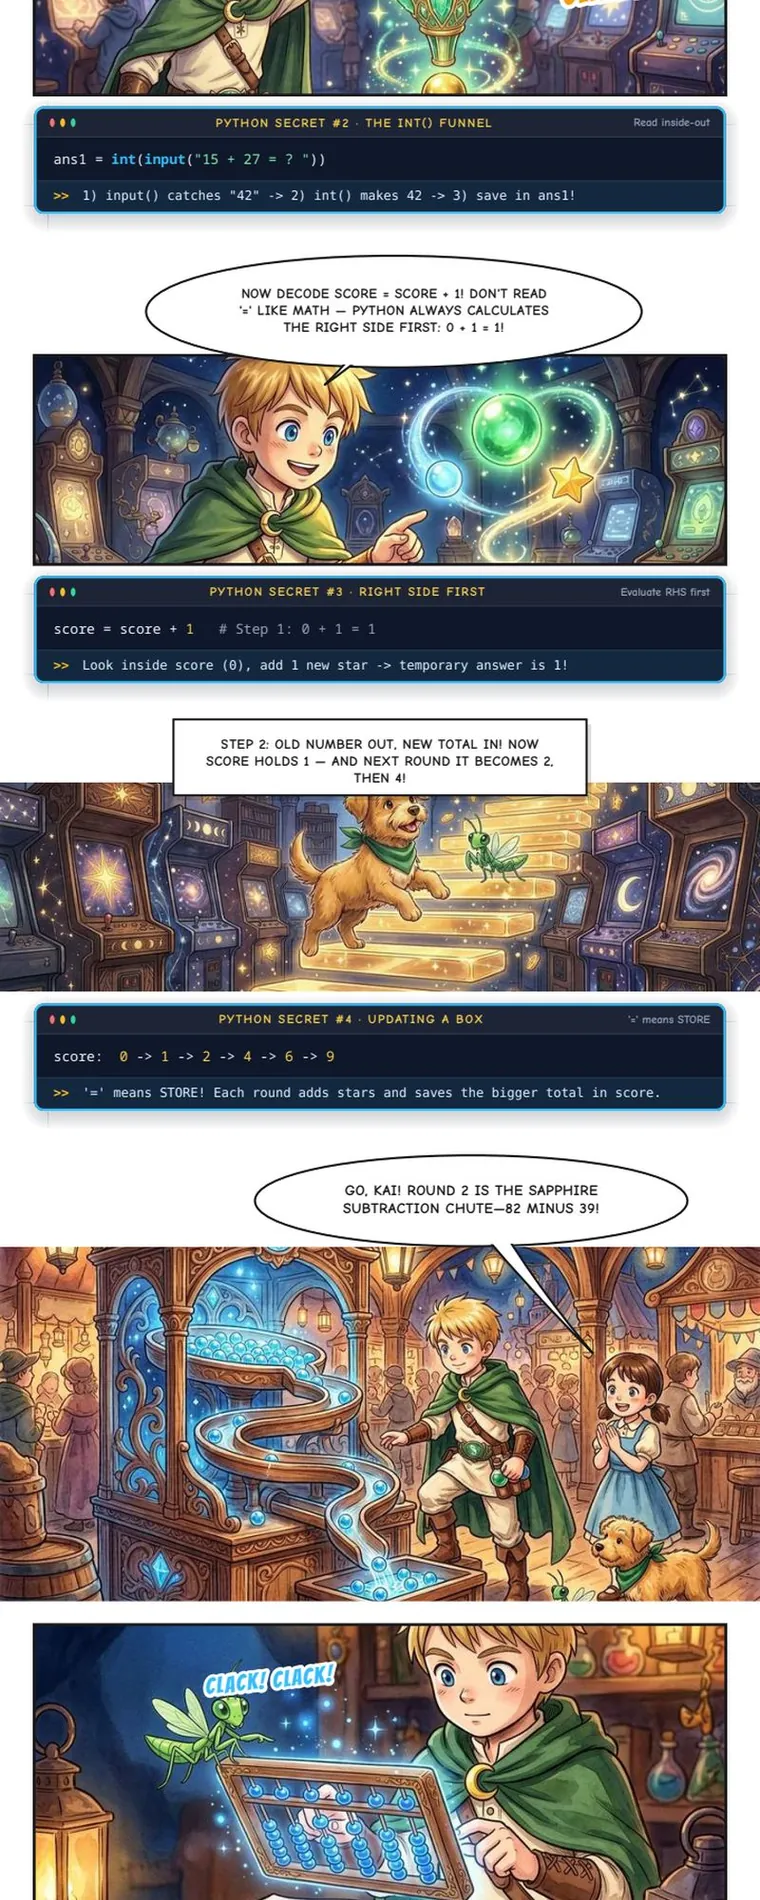 PYTHON SECRET #2 · THE INT() FUNNEL
Read inside-out
ans1 = int(input("15 + 27 = ? "))
>> 1) input() catches "42" -> 2) int() makes 42 -> 3) save in ans1!
NOW DECODE SCORE = SCORE + 1! DON'T READ
'=' LIKE MATH — PYTHON ALWAYS CALCULATES
THE RIGHT SIDE FIRST: 0 + 1 = 1!
PYTHON SECRET #3 · RIGHT SIDE FIRST
Evaluate RHS first
score = score + 1 # Step 1: 0 + 1 = 1
>> Look inside score (0), add 1 new star -> temporary answer is 1!
STEP 2: OLD NUMBER OUT, NEW TOTAL IN! NOW
SCORE HOLDS 1 — AND NEXT ROUND IT BECOMES 2,
THEN 4!
PYTHON SECRET #4 · UPDATING A BOX
'=' means STORE
score: 0 -> 1 -> 2 -> 4 -> 6 -> 9
>> '=' means STORE! Each round adds stars and saves the bigger total in score.
GO, KAI! ROUND 2 IS THE SAPPHIRE
SUBTRACTION CHUTE—82 MINUS 39!
CLACK! CLACK!